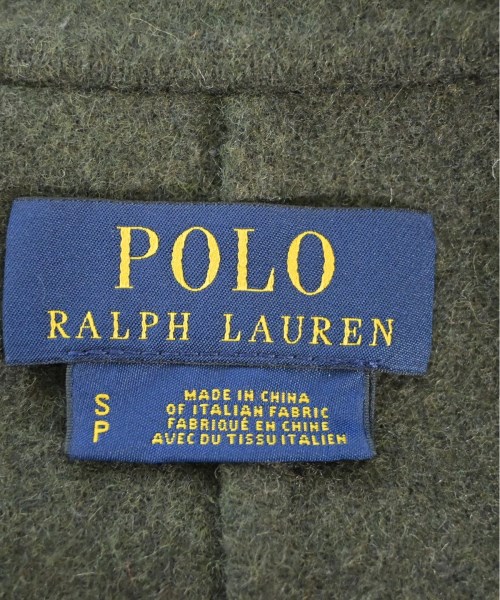 POLO
RALPH LAUREN
S
P
MADE IN CHINA
OF ITALIAN FABRIC
FABRIQUÉ EN CHINE
AVEC DU TISSU ITALIEN